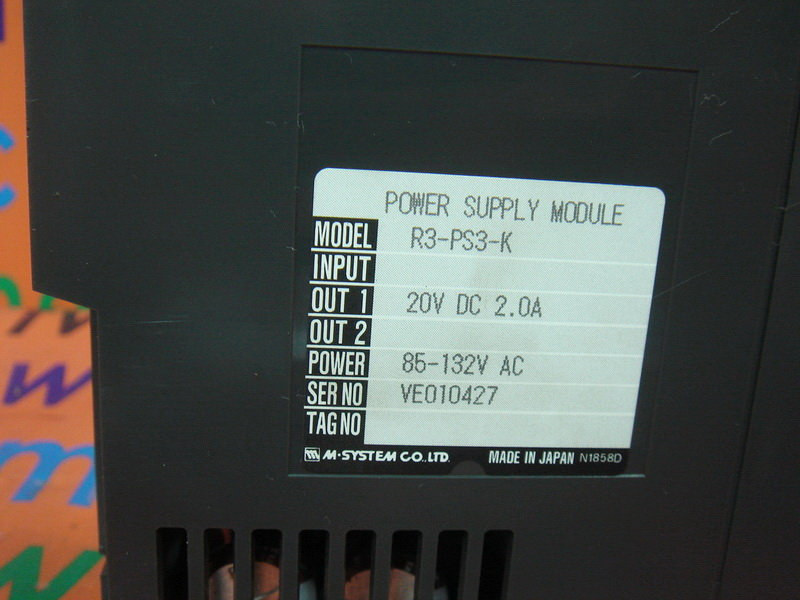 POWER SUPPLY MODULE
MODEL R3-PS3-K
INPUT
OUT 1 20V DC 2.0A
OUT 2
POWER 85-132V AC
SER NO VE010427
TAG NO
M-SYSTEM CO.,LTD. MADE IN JAPAN N1858D